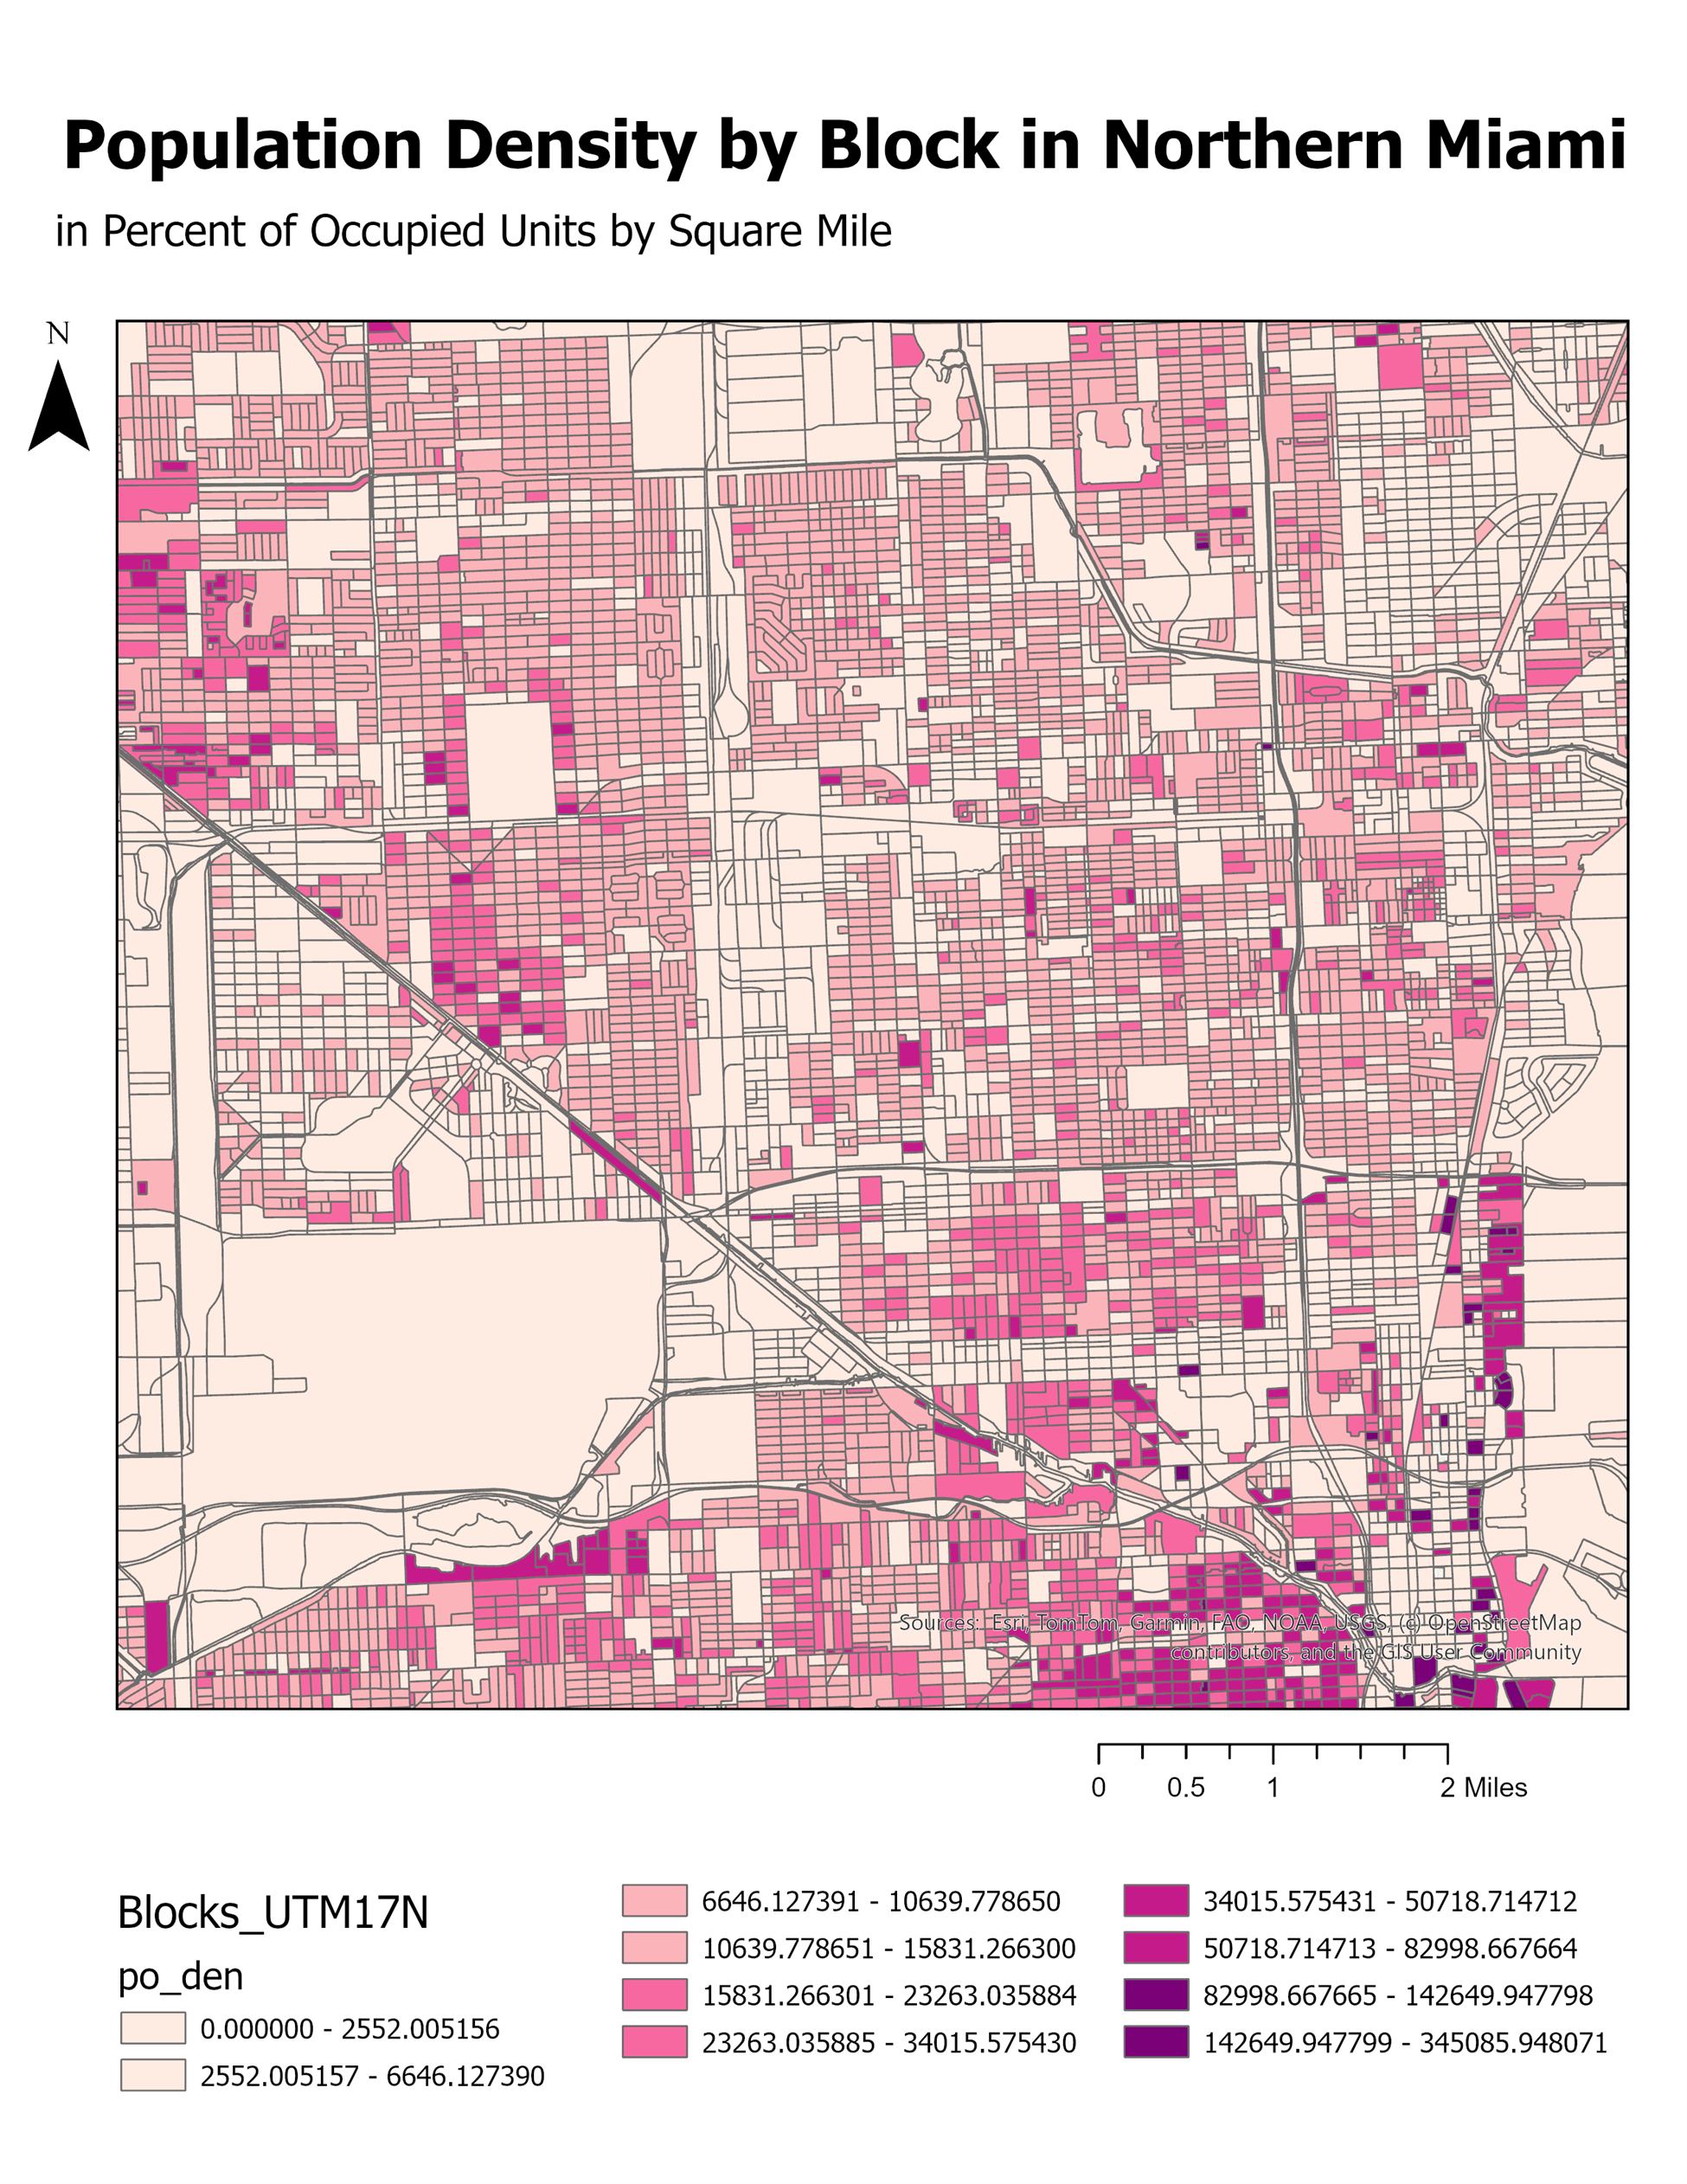 Population Density by Block in Northern Miami
in Percent of Occupied Units by Square Mile
N
Sources: Esri, TomTom, Garmin, FAO, NOAA, USGS, (c) OpenStreetMap
contributors, and the GIS User Community
0 0.5 1 2 Miles
Blocks_UTM17N
po_den
0.000000 - 2552.005156
2552.005157 - 6646.127390
6646.127391 - 10639.778650
10639.778651 - 15831.266300
15831.266301 - 23263.035884
23263.035885 - 34015.575430
34015.575431 - 50718.714712
50718.714713 - 82998.667664
82998.667665 - 142649.947798
142649.947799 - 345085.948071